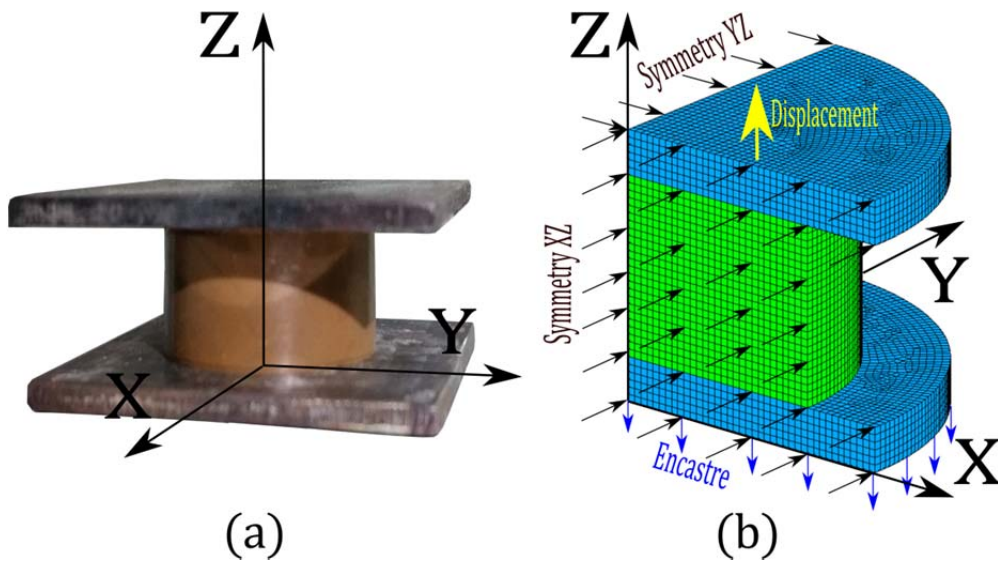 Z
Y
X
(a)
Z
Symmetry YZ
Displacement
Symmetry XZ
Y
X
Encastre
(b)